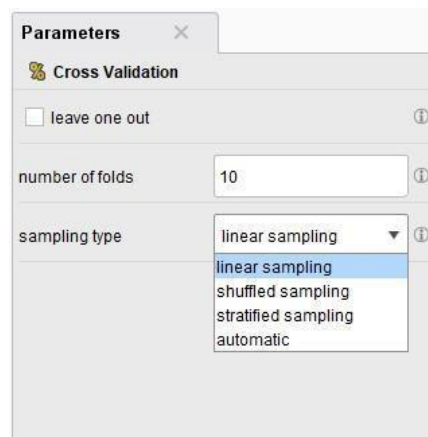 Parameters
Cross Validation
leave one out
number of folds 10
sampling type linear sampling
linear sampling
shuffled sampling
stratified sampling
automatic